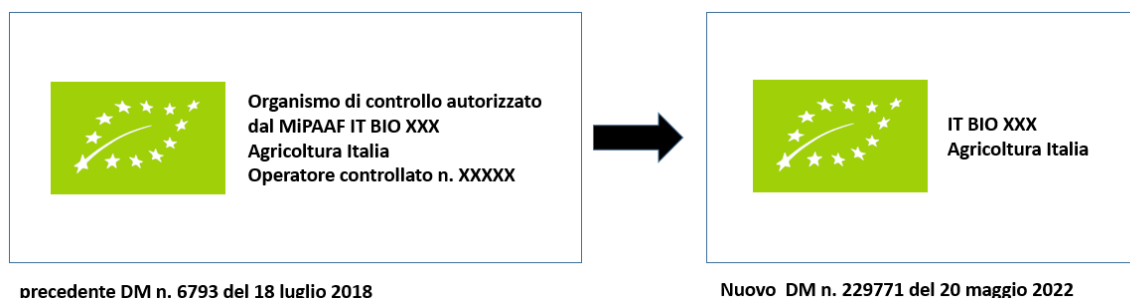 Organismo di controllo autorizzato
dal MiPAAF IT BIO XXX
Agricoltura Italia
Operatore controllato n. XXXXX
IT BIO XXX
Agricoltura Italia
precedente DM n. 6793 del 18 luglio 2018
Nuovo DM n. 229771 del 20 maggio 2022